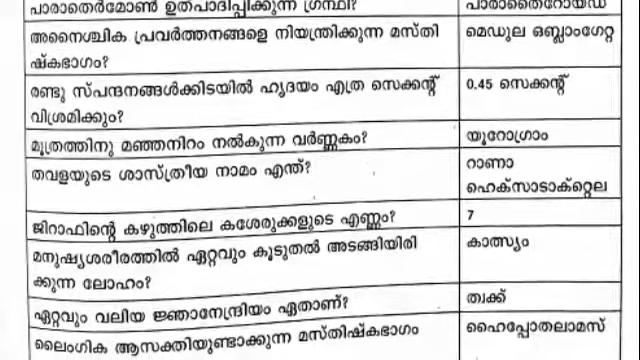 പാരാതെർമോൺ ഉത്പാദിപ്പിക്കുന്ന ഗ്രന്ഥി? പാരാതൈറോയ്ഡ്
അനൈശ്ചിക പ്രവർത്തനങ്ങളെ നിയന്ത്രിക്കുന്ന മസ്തി മെഡുല ഒബ്ലാംഗേറ്റ
ഷ്കഭാഗം?
രണ്ടു സ്പന്ദനങ്ങൾക്കിടയിൽ ഹൃദയം എത്ര സെക്കന്റ് 0.45 സെക്കന്റ്
വിശ്രമിക്കും?
മൂത്രത്തിനു മഞ്ഞനിറം നൽകുന്ന വർണ്ണകം? യൂറോഗ്രാം
തവളയുടെ ശാസ്ത്രീയ നാമം എന്ത്? റാണാ
ഹെക്സാടാക്റ്റെല
ജിറാഫിന്റെ കഴുത്തിലെ കശേരുക്കളുടെ എണ്ണം? 7
മനുഷ്യശരീരത്തിൽ ഏറ്റവും കൂടുതൽ അടങ്ങിയിരി കാത്സ്യം
ക്കുന്ന ലോഹം?
ഏറ്റവും വലിയ ജ്ഞാനേന്ദ്രിയം ഏതാണ്? ത്വക്ക്
ലൈംഗിക ആസക്തിയുണ്ടാക്കുന്ന മസ്തിഷ്കഭാഗം ഹൈപ്പോതലാമസ്